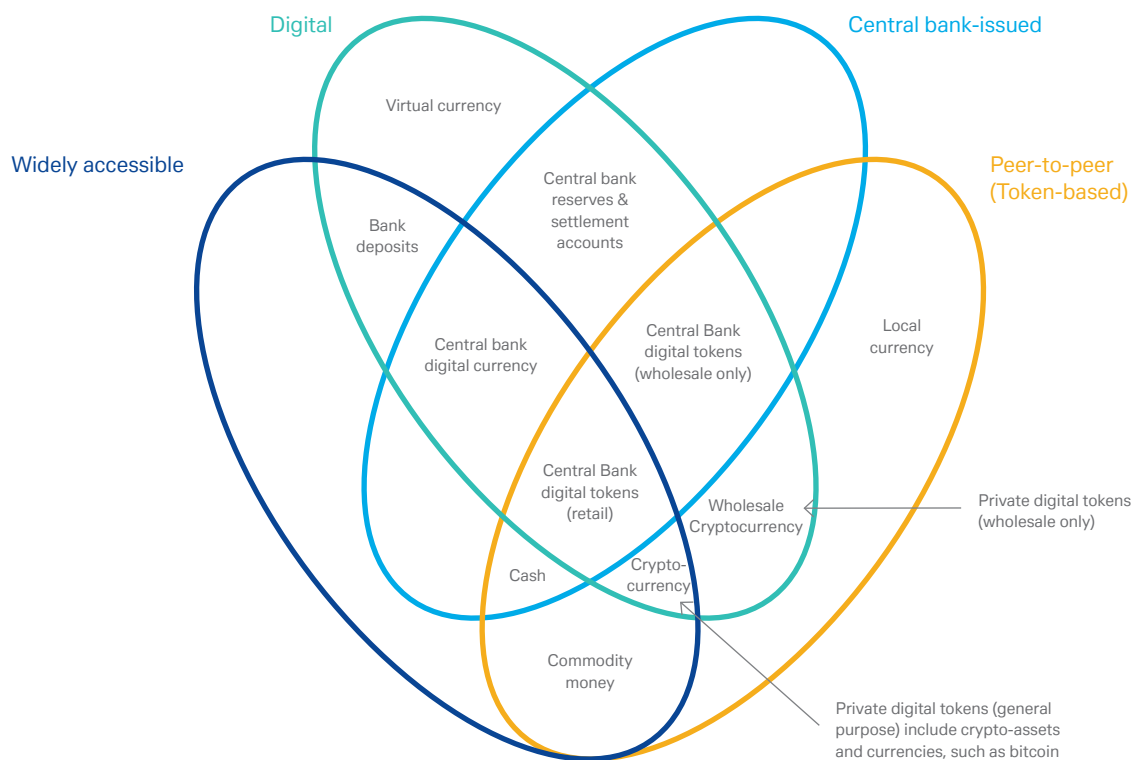 Digital
Central bank-issued
Virtual currency
Widely accessible
Peer-to-peer
(Token-based)
Central bank
reserves &
settlement
accounts
Bank
deposits
Local
currency
Central bank
digital currency
Central Bank
digital tokens
(wholesale only)
Central Bank
digital tokens
(retail)
Wholesale
Cryptocurrency
Private digital tokens
(wholesale only)
Cash
Crypto-
currency
Commodity
money
Private digital tokens (general
purpose) include crypto-assets
and currencies, such as bitcoin